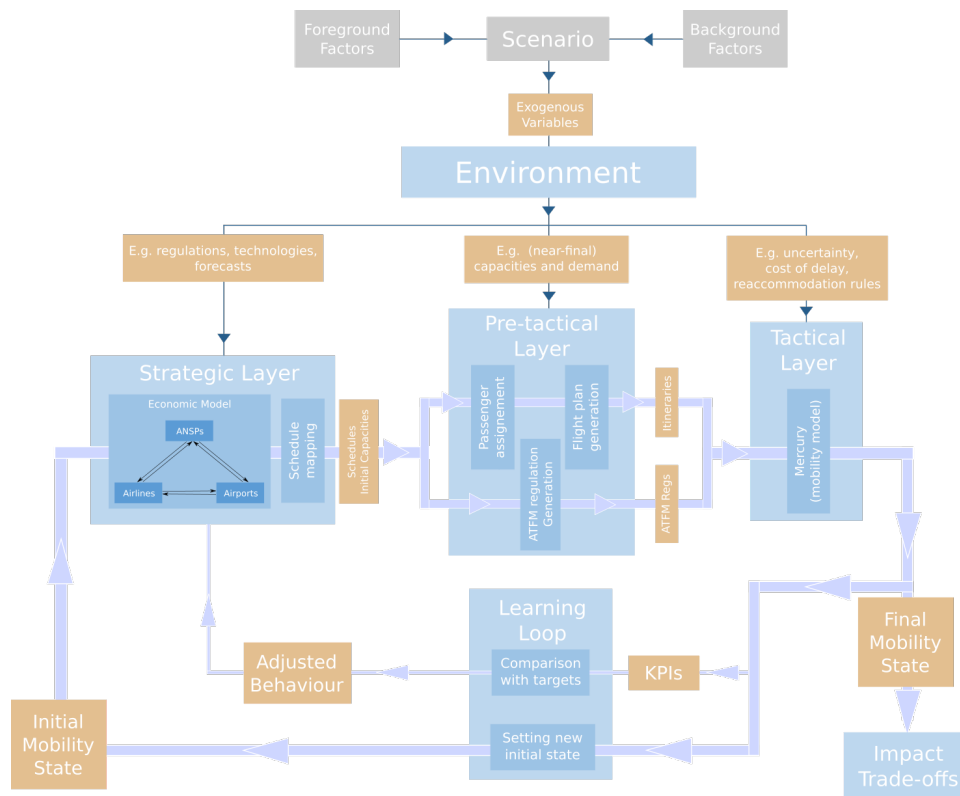 Foreground
Factors
Scenario
Background
Factors
Exogenous
Variables
Environment
E.g. regulations, technologies,
forecasts
E.g. (near-final)
capacities and demand
E.g. uncertainty,
cost of delay,
reaccommodation rules
Strategic Layer
Economic Model
ANSPs
Airlines
Airports
Schedule
mapping
Schedules
Initial Capacities
Pre-tactical
Layer
Passenger
assignement
Flight plan
generation
ATFM regulation
Generation
Itineraries
ATFM Regs
Tactical
Layer
Mercury
(mobility model)
Learning
Loop
Comparison
with targets
KPIs
Adjusted
Behaviour
Setting new
initial state
Initial
Mobility
State
Final
Mobility
State
Impact
Trade-offs